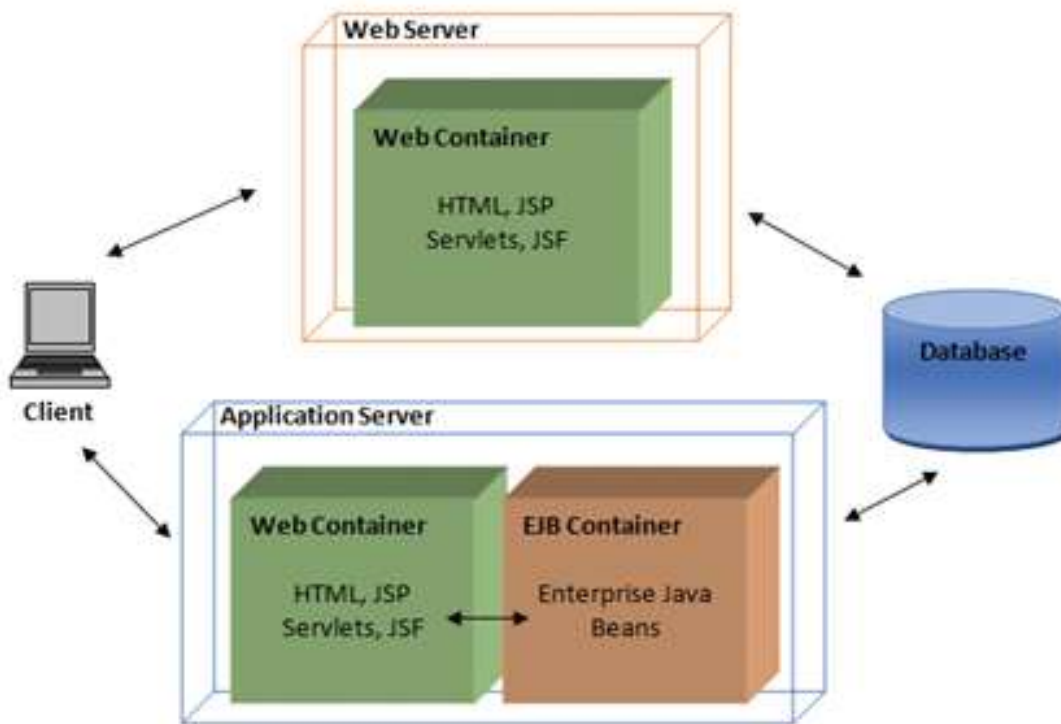 Web Server
Web Container
HTML, JSP
Servlets, JSF
Client
Database
Application Server
Web Container
HTML, JSP
Servlets, JSF
EJB Container
Enterprise Java
Beans